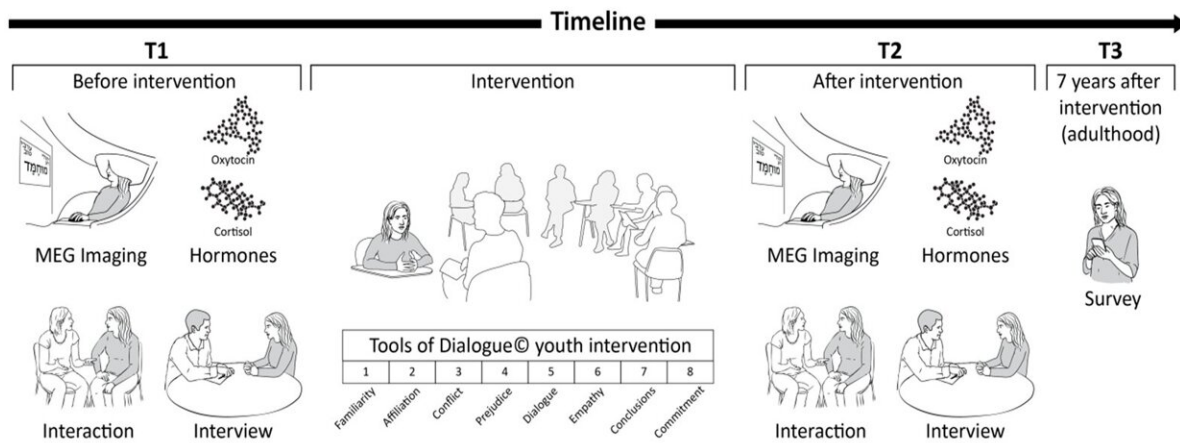 Timeline
T1
Before intervention
Oxytocin
Cortisol
MEG Imaging
Hormones
Interaction
Interview
Intervention
Tools of Dialogue© youth intervention
1 2 3 4 5 6 7 8
Familiarity
Affiliation
Conflict
Prejudice
Dialogue
Empathy
Conclusions
Commitment
T2
After intervention
Oxytocin
Cortisol
MEG Imaging
Hormones
Interaction
Interview
T3
7 years after
intervention
(adulthood)
Survey